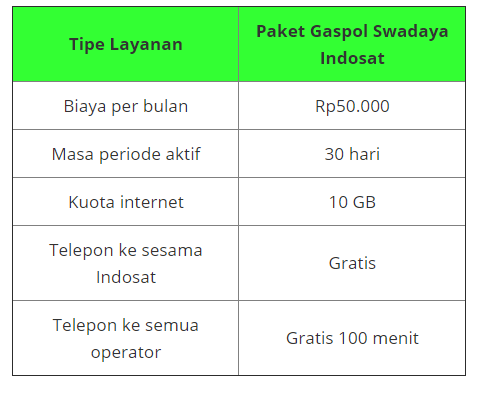 Tipe Layanan
Paket Gaspol Swadaya
Indosat
Biaya per bulan
Rp50.000
Masa periode aktif
30 hari
Kuota internet
10 GB
Telepon ke sesama
Indosat
Gratis
Telepon ke semua
operator
Gratis 100 menit